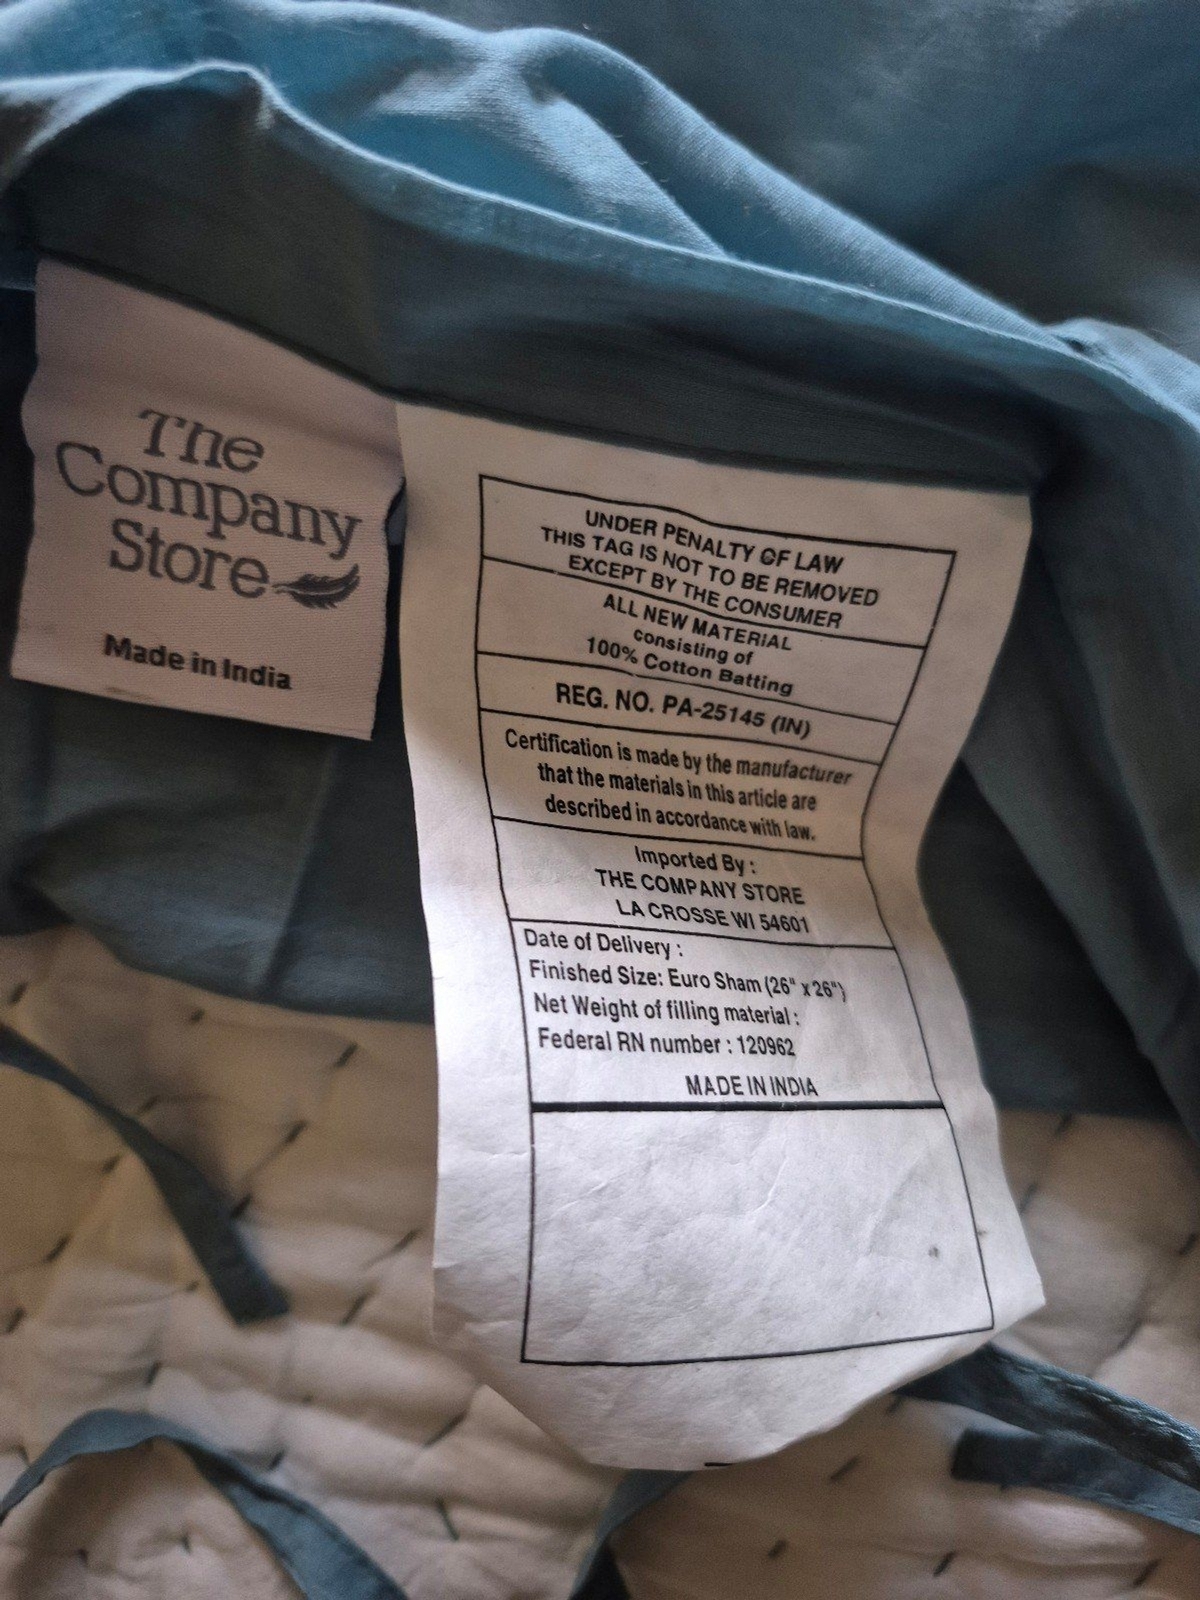 The
Company
Store
Made in India
UNDER PENALTY OF LAW
THIS TAG IS NOT TO BE REMOVED
EXCEPT BY THE CONSUMER
ALL NEW MATERIAL
consisting of
100% Cotton Batting
REG. NO. PA-25145 (IN)
Certification is made by the manufacturer
that the materials in this article are
described in accordance with law.
Imported By :
THE COMPANY STORE
LA CROSSE WI 54601
Date of Delivery :
Finished Size: Euro Sham (26" x 26")
Net Weight of filling material :
Federal RN number : 120962
MADE IN INDIA